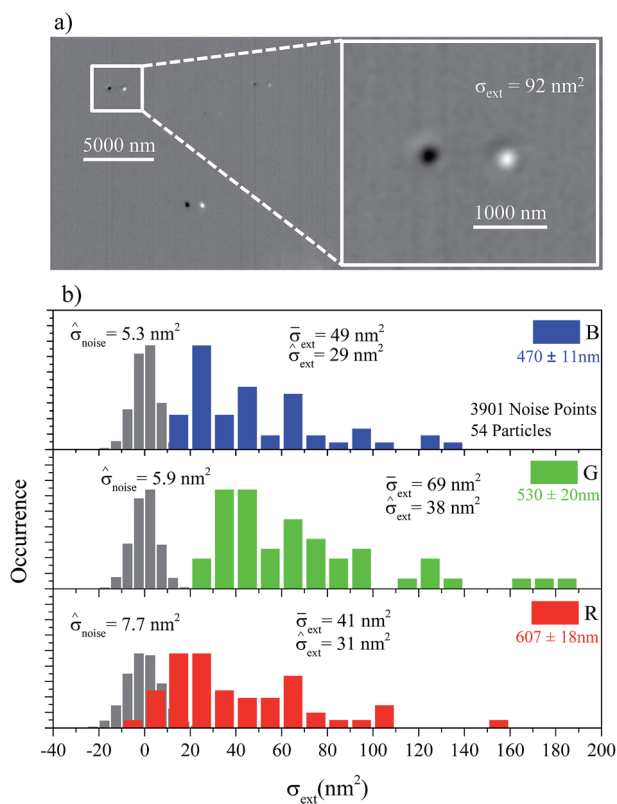 a)
5000 nm
σext = 92 nm²
1000 nm
b)
σ̂noise = 5.3 nm²
σ̄ext = 49 nm²
σ̂ext = 29 nm²
B
470 ± 11nm
3901 Noise Points
54 Particles
σ̂noise = 5.9 nm²
σ̄ext = 69 nm²
σ̂ext = 38 nm²
G
530 ± 20nm
σ̂noise = 7.7 nm²
σ̄ext = 41 nm²
σ̂ext = 31 nm²
R
607 ± 18nm
Occurrence
-40 -20 0 20 40 60 80 100 120 140 160 180 200
σext(nm²)